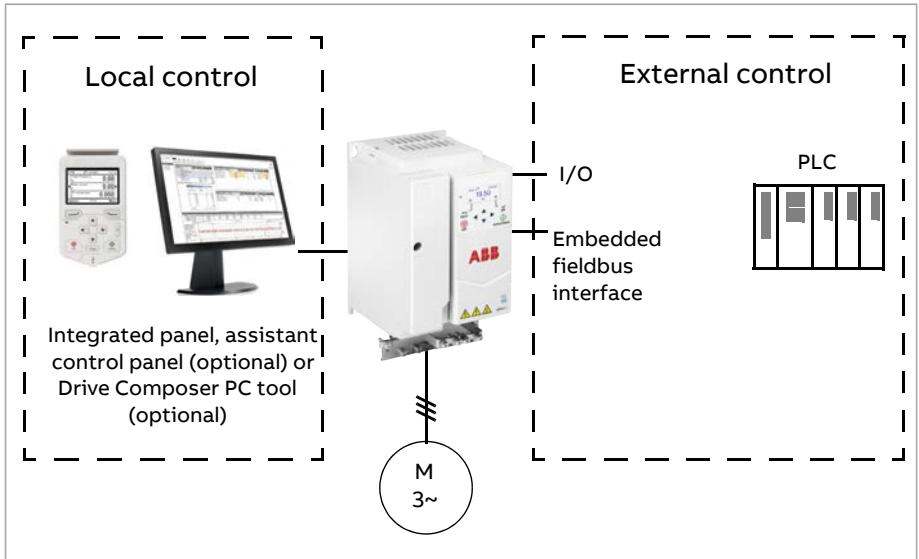 Local control
External control
PLC
I/O
Embedded
fieldbus
interface
ABB
Integrated panel, assistant
control panel (optional) or
Drive Composer PC tool
(optional)
M
3~